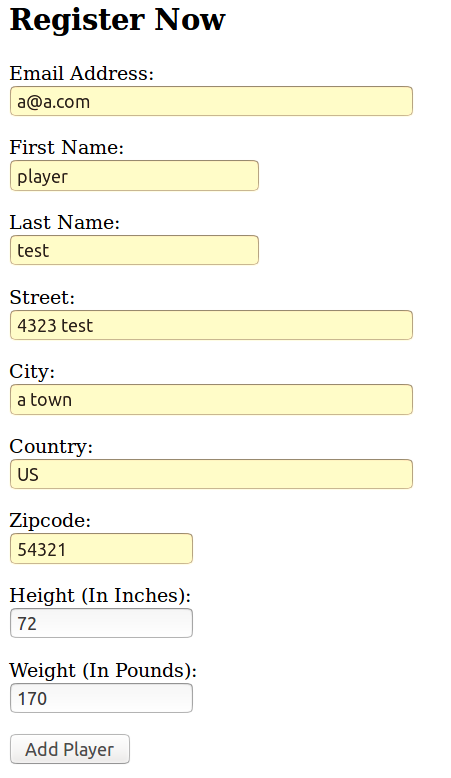 Register Now
Email Address:
a@a.com
First Name:
player
Last Name:
test
Street:
4323 test
City:
a town
Country:
US
Zipcode:
54321
Height (In Inches):
72
Weight (In Pounds):
170
Add Player